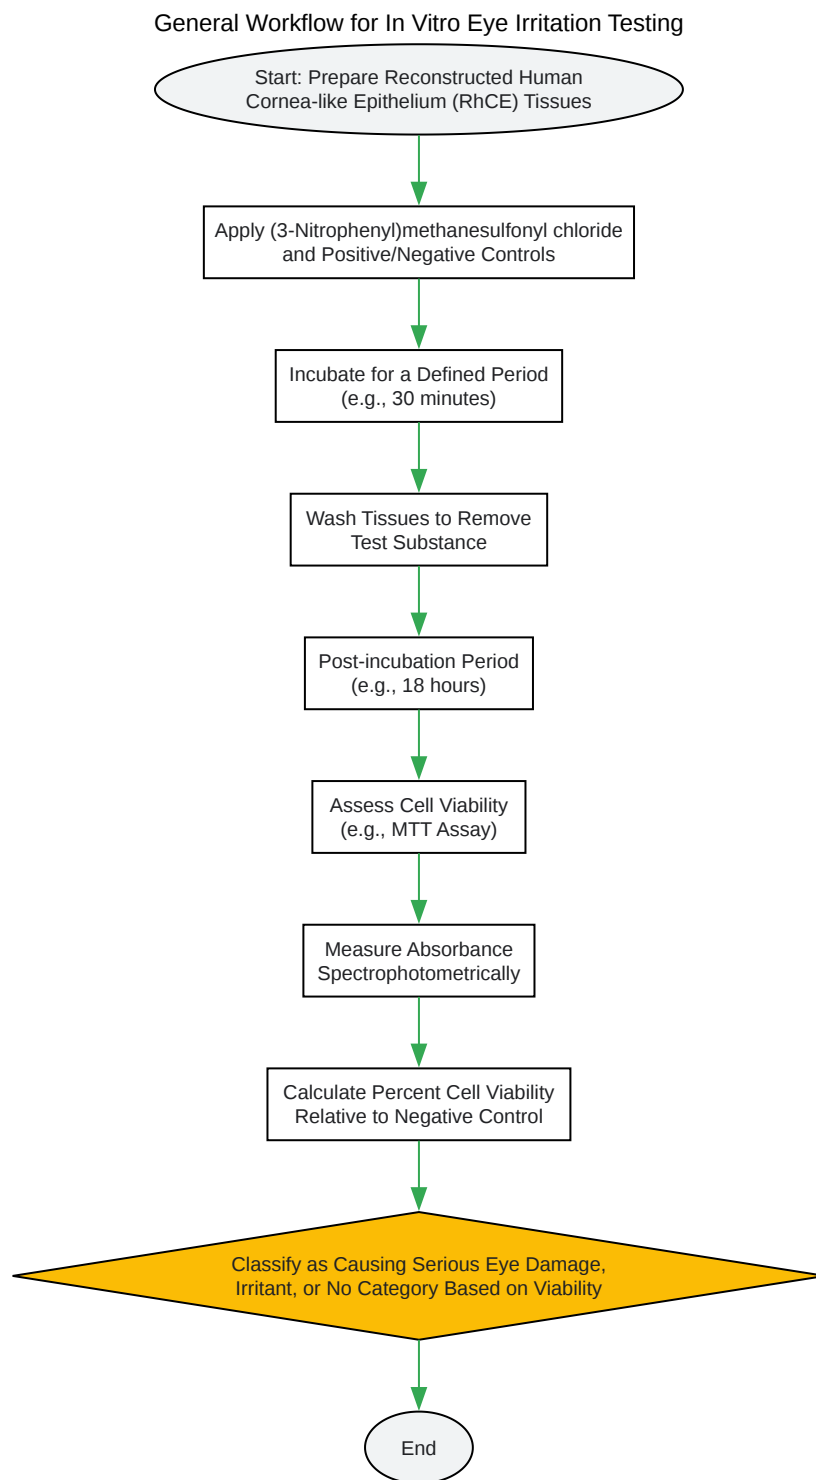 General Workflow for In Vitro Eye Irritation Testing
Start: Prepare Reconstructed Human
Cornea-like Epithelium (RhCE) Tissues
Apply (3-Nitrophenyl)methanesulfonyl chloride
and Positive/Negative Controls
Incubate for a Defined Period
(e.g., 30 minutes)
Wash Tissues to Remove
Test Substance
Post-incubation Period
(e.g., 18 hours)
Assess Cell Viability
(e.g., MTT Assay)
Measure Absorbance
Spectrophotometrically
Calculate Percent Cell Viability
Relative to Negative Control
Classify as Causing Serious Eye Damage,
Irritant, or No Category Based on Viability
End